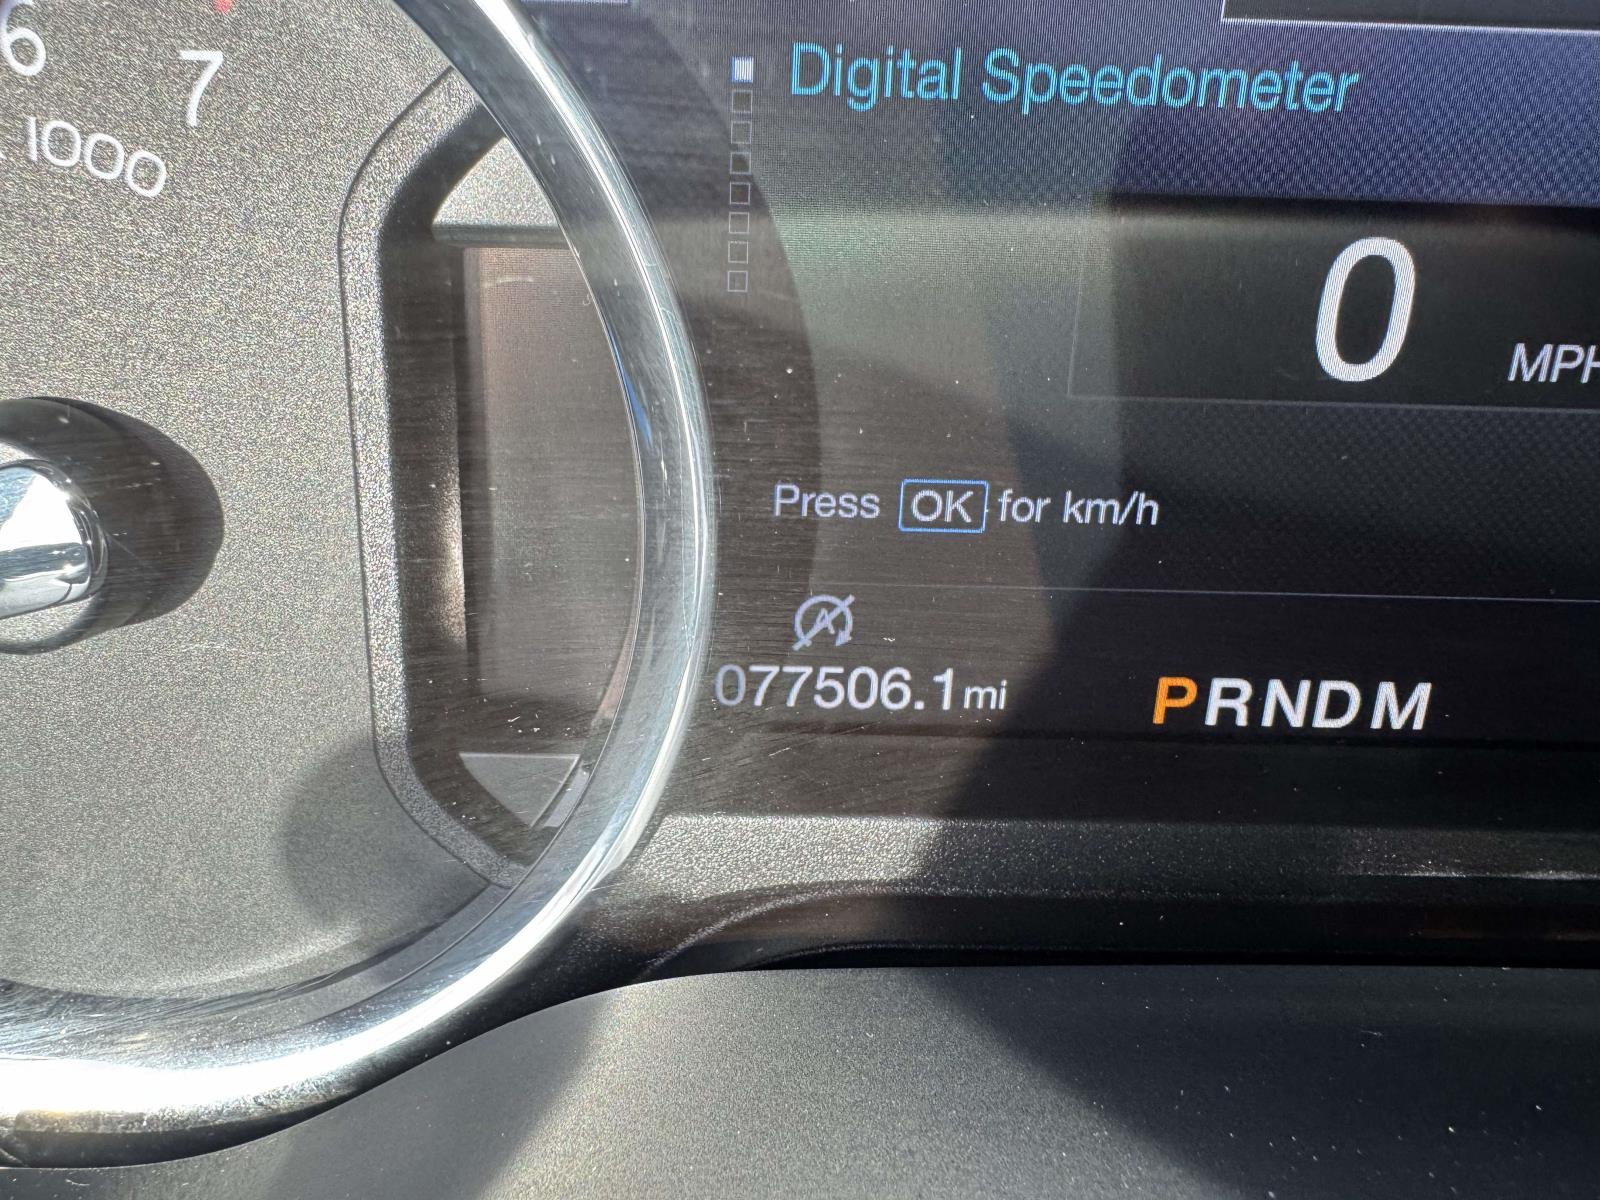 6
7
1000
Digital Speedometer
0
MPH
Press OK for km/h
A
077506.1mi
PRNDM